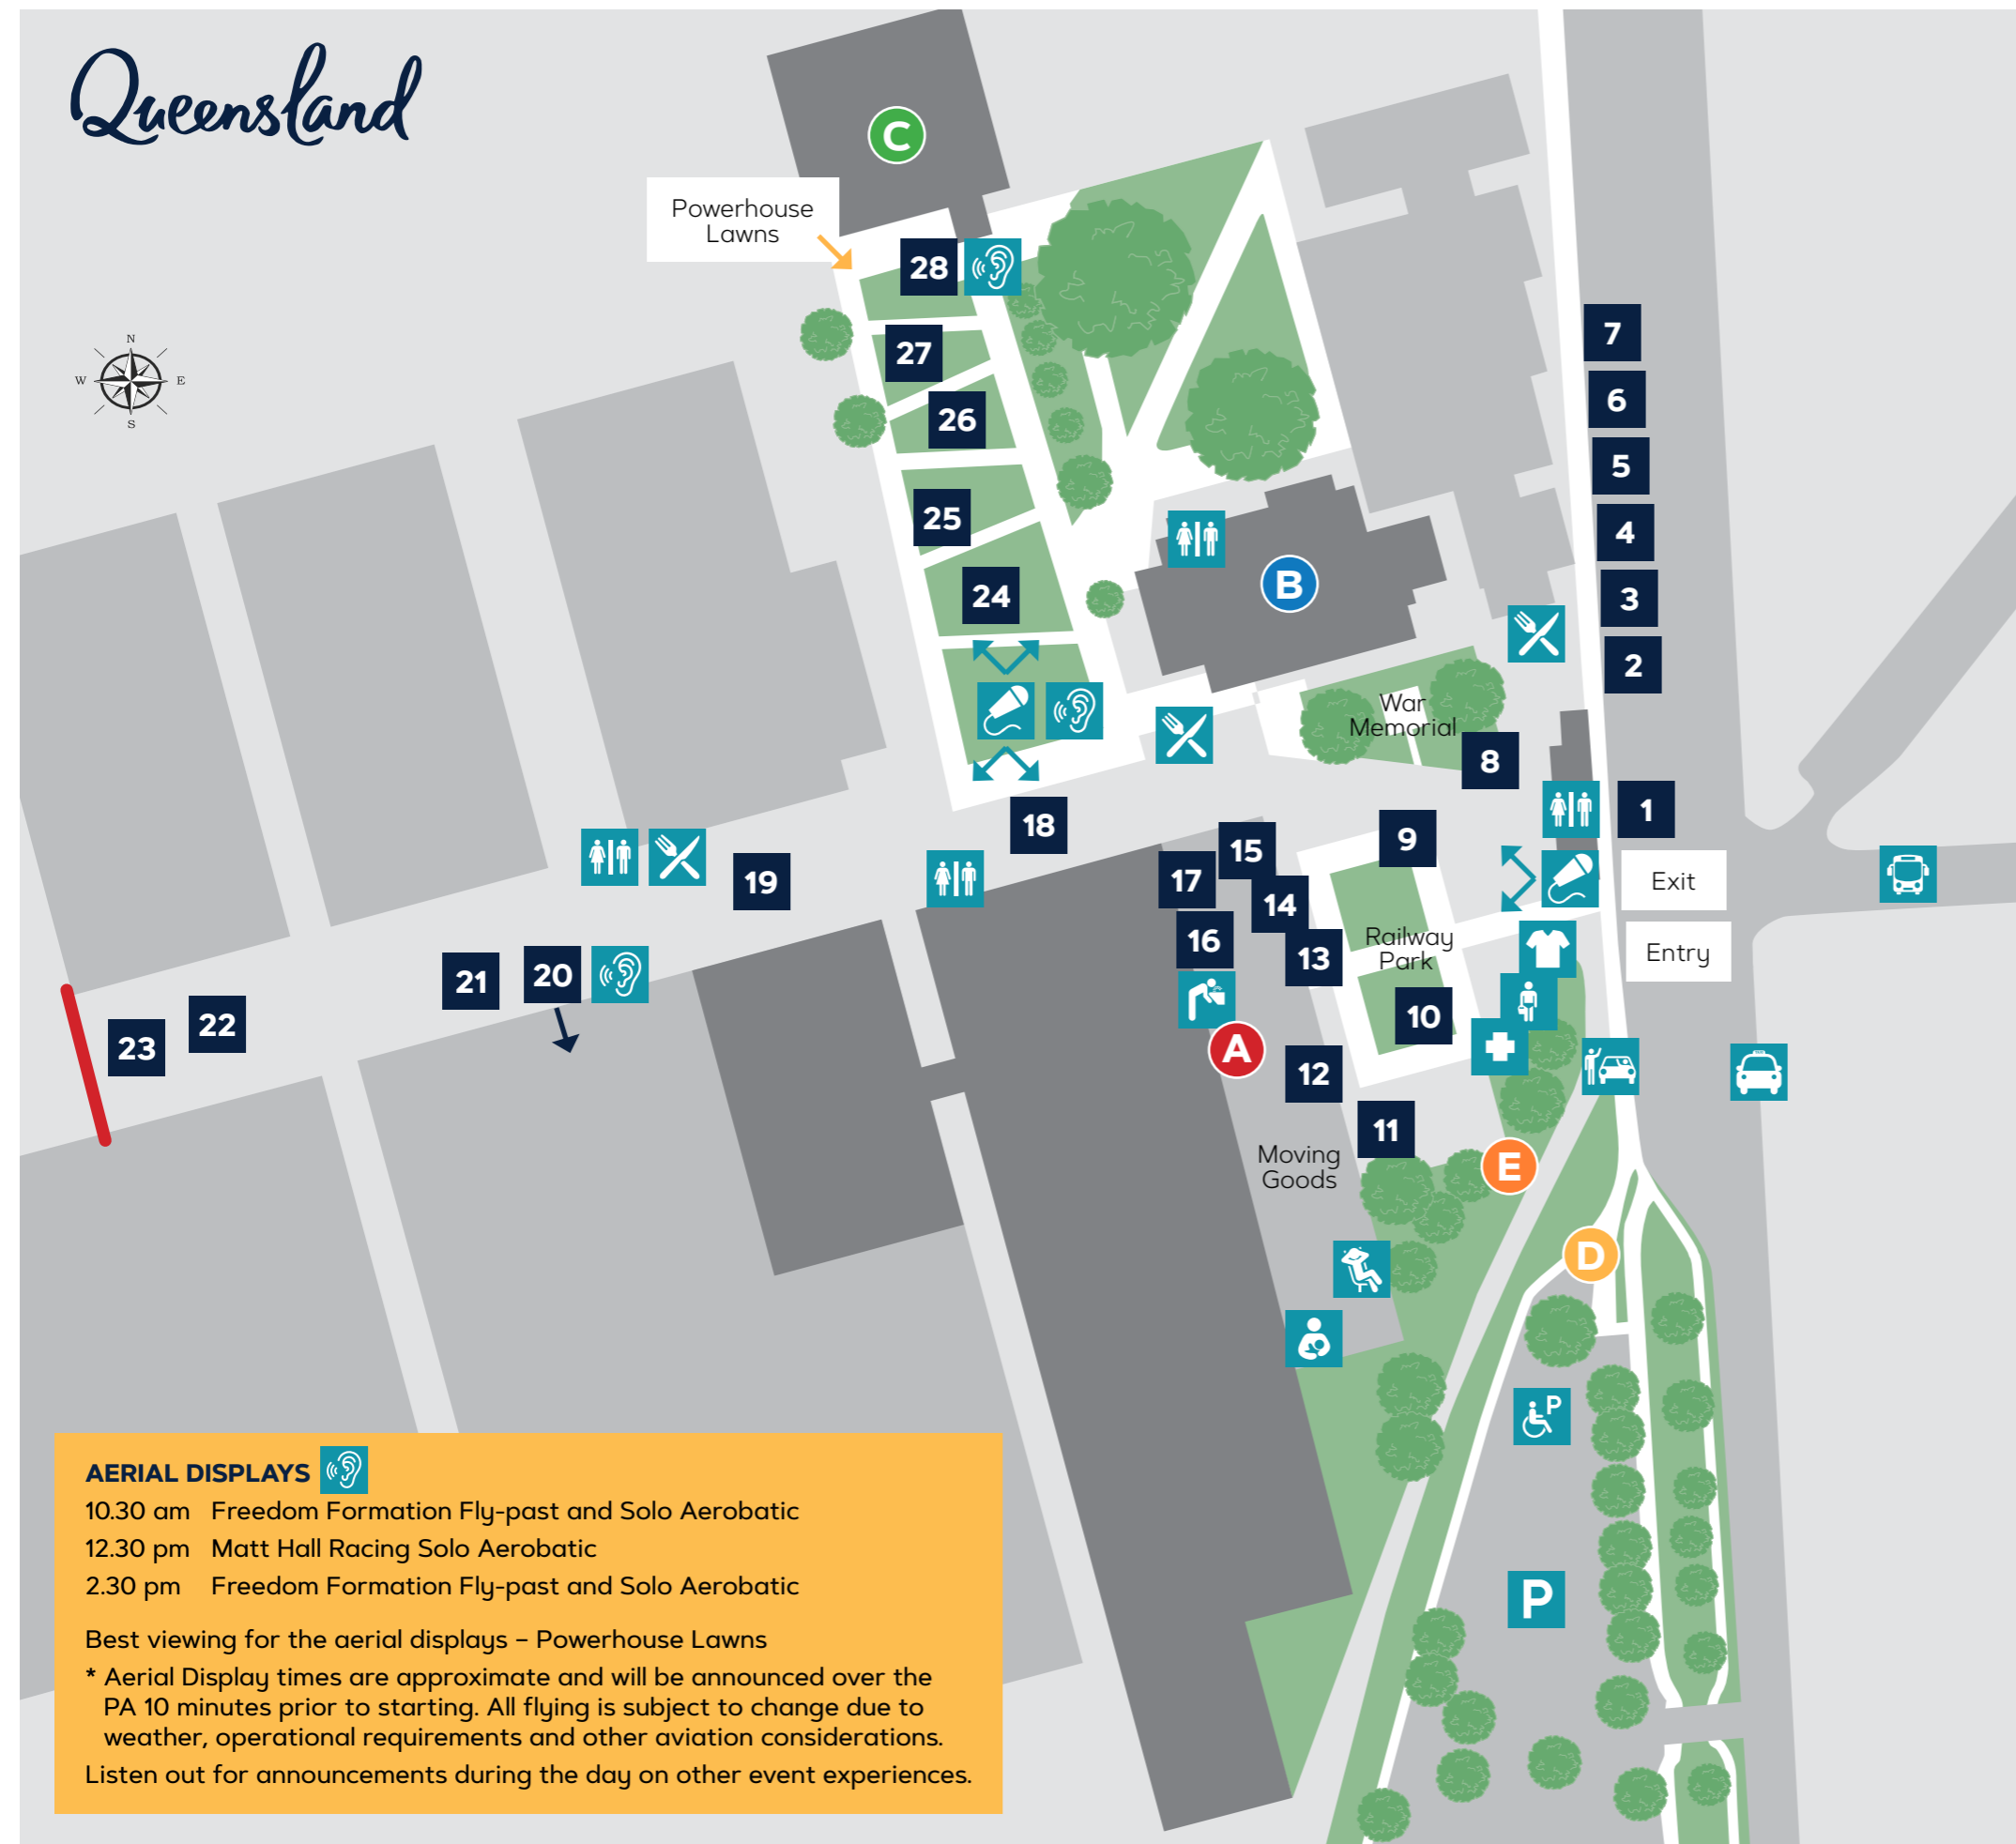 Queensland
C
Powerhouse
Lawns
28
27
26
25
24
N
W
E
S
7
6
5
4
3
2
B
War
Memorial
8
1
18
19
15
9
17
14
16
13
Railway
Park
10
Exit
Entry
21
20
22
23
A
12
11
Moving
Goods
E
D
P
P
AERIAL DISPLAYS
10.30 am Freedom Formation Fly-past and Solo Aerobatic
12.30 pm Matt Hall Racing Solo Aerobatic
2.30 pm Freedom Formation Fly-past and Solo Aerobatic
Best viewing for the aerial displays – Powerhouse Lawns
* Aerial Display times are approximate and will be announced over the
PA 10 minutes prior to starting. All flying is subject to change due to
weather, operational requirements and other aviation considerations.
Listen out for announcements during the day on other event experiences.